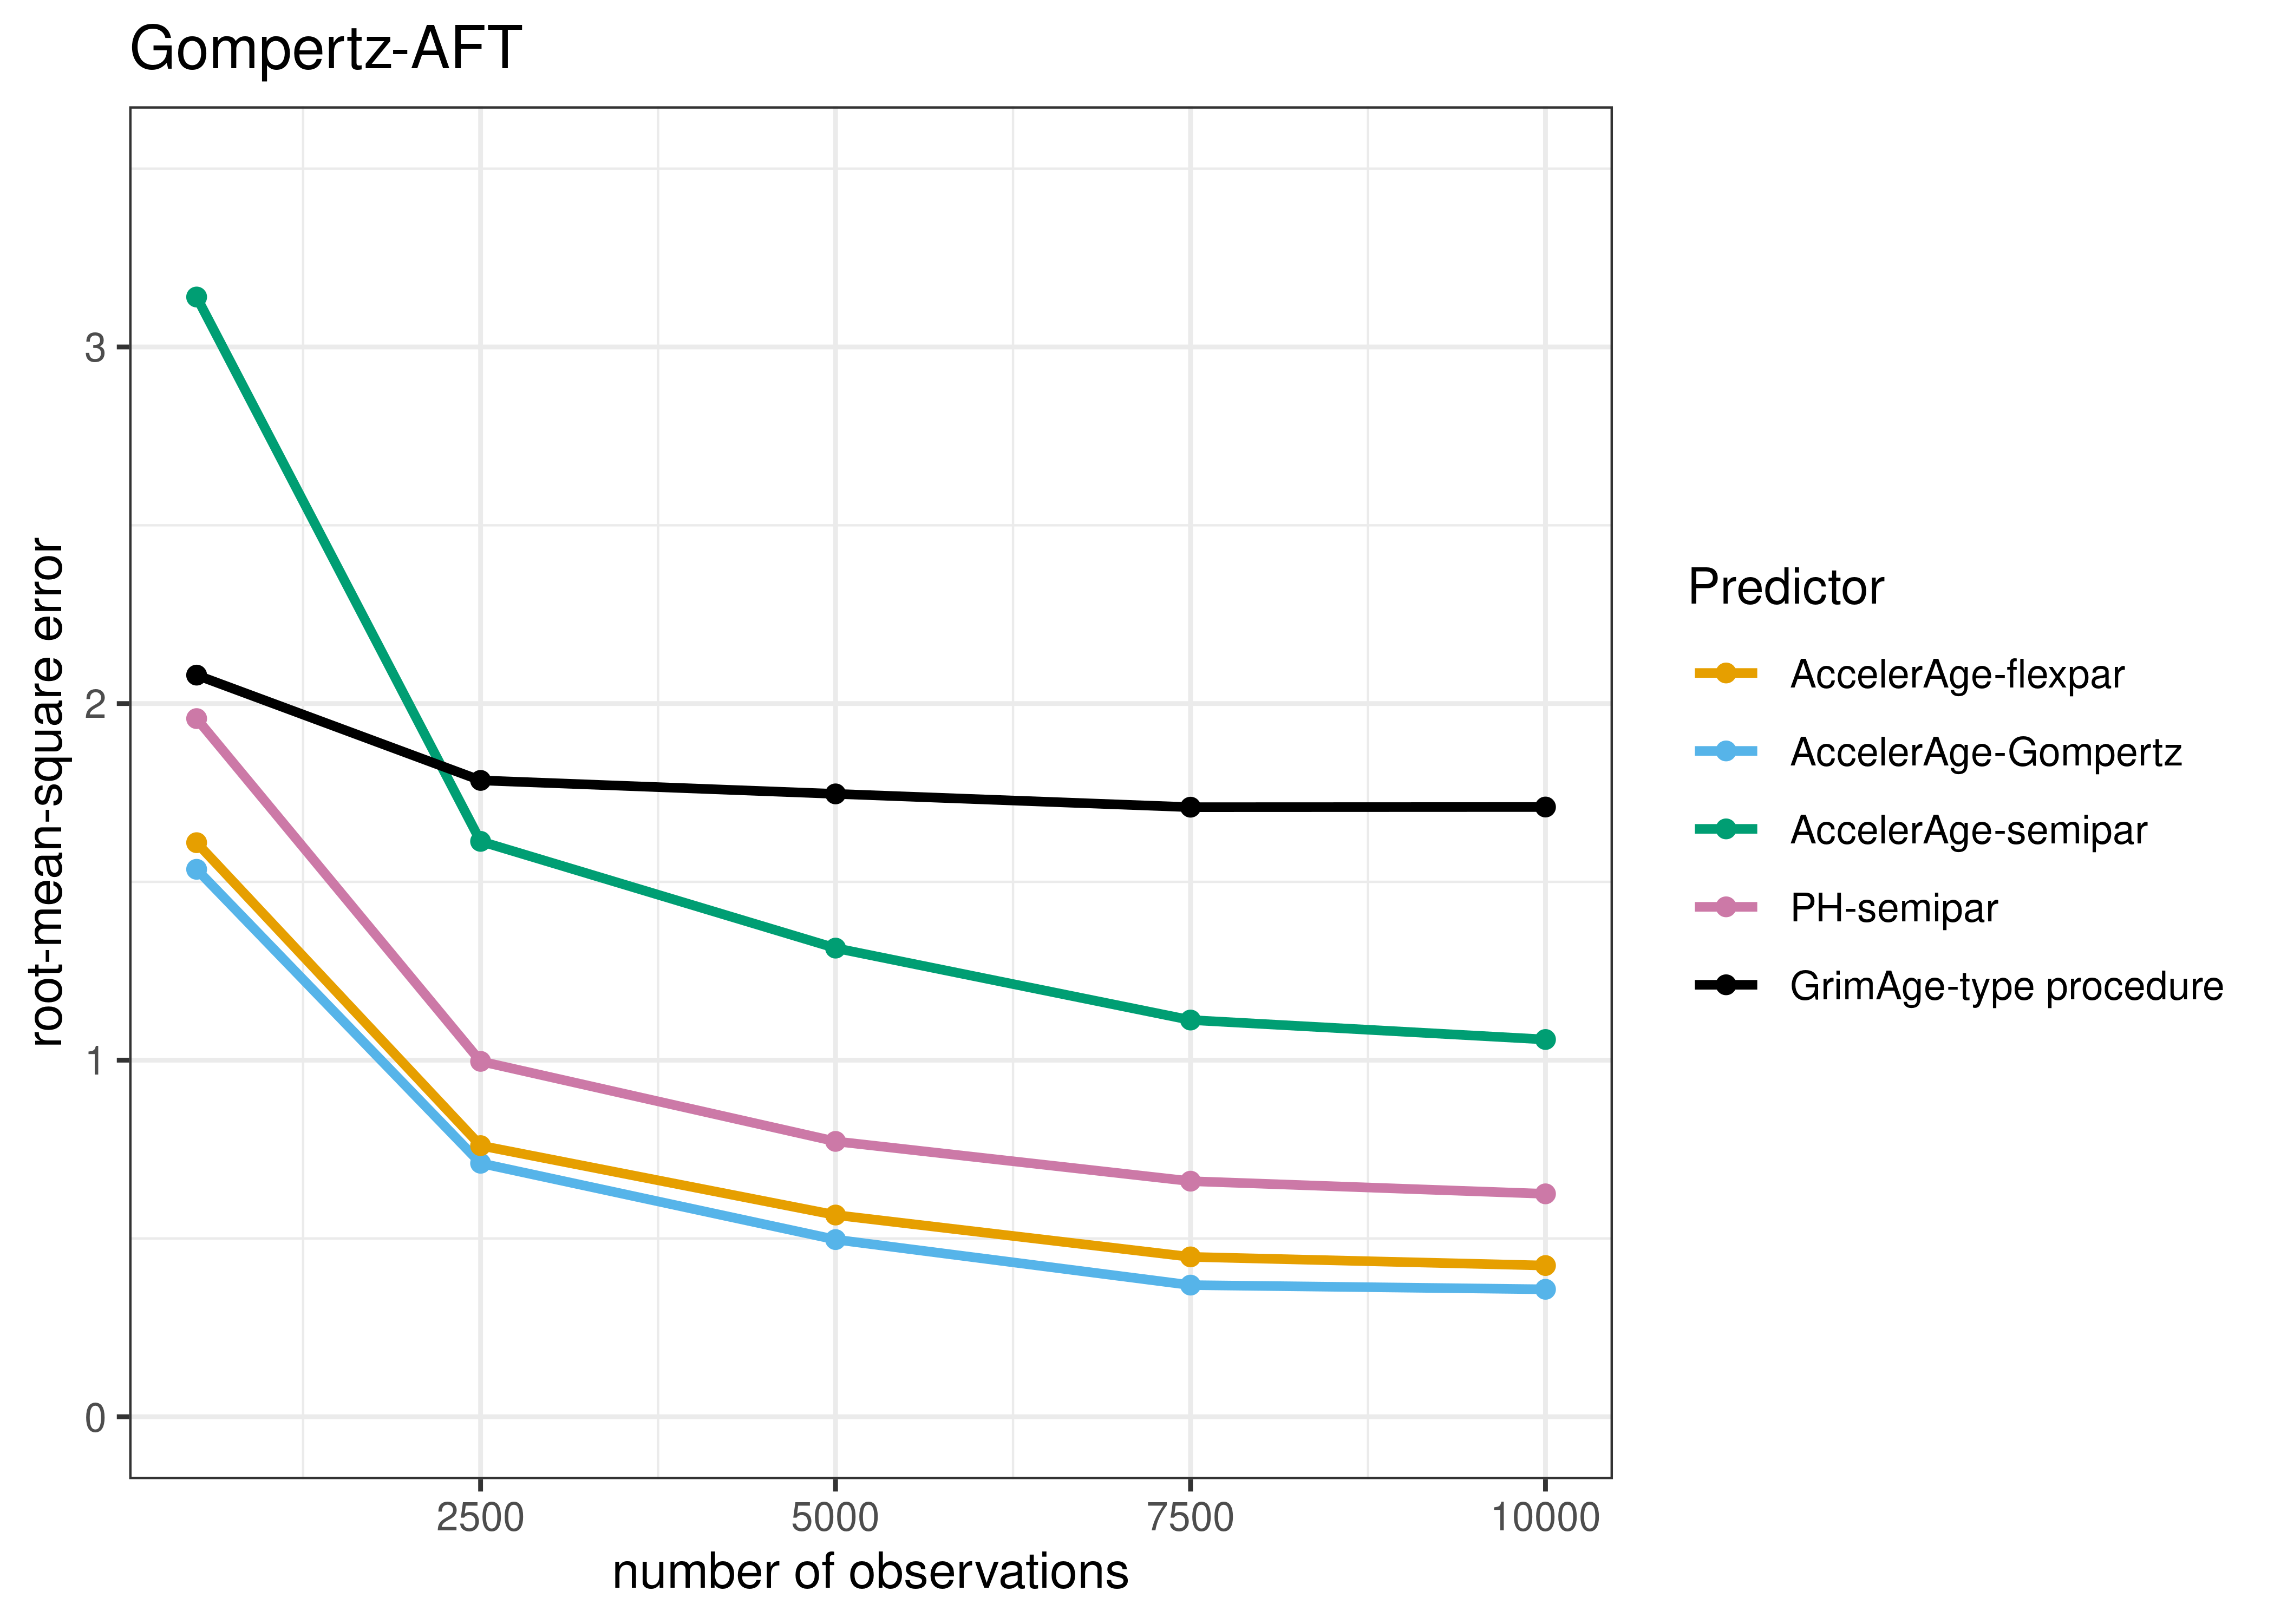 Gompertz-AFT
root-mean-square error
3
2
1
0
2500 5000 7500 10000
number of observations
Predictor
AccelerAge-flexpar
AccelerAge-Gompertz
AccelerAge-semipar
PH-semipar
GrimAge-type procedure